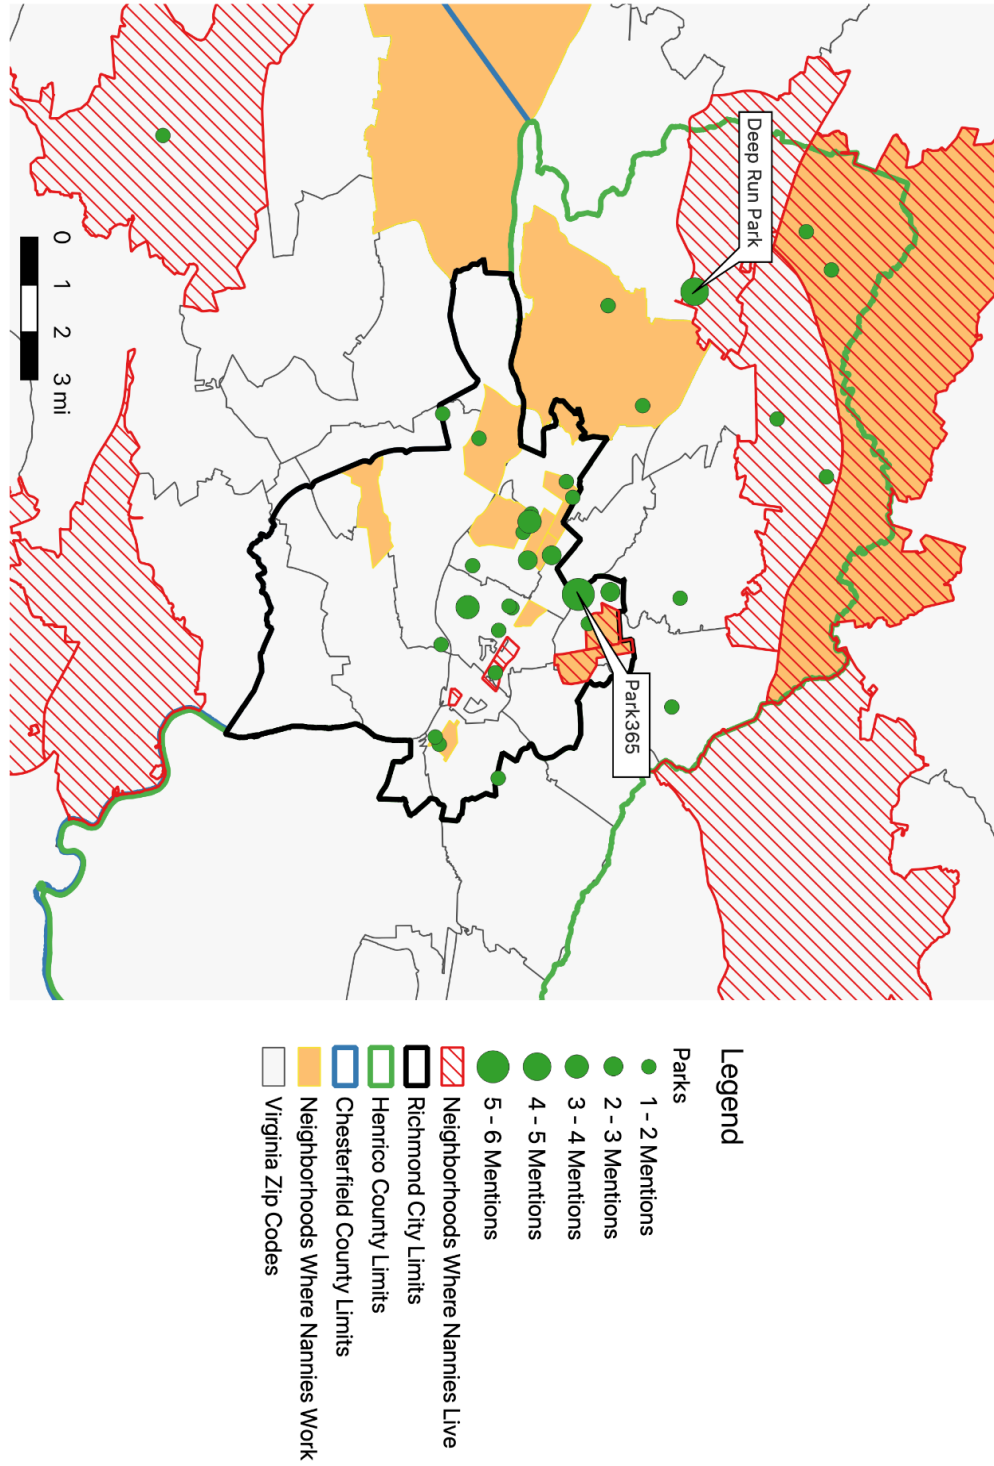 Deep Run Park
Park365
0 1 2 3 mi
Legend
Parks
1 - 2 Mentions
2 - 3 Mentions
3 - 4 Mentions
4 - 5 Mentions
5 - 6 Mentions
Neighborhoods Where Nannies Live
Richmond City Limits
Henrico County Limits
Chesterfield County Limits
Neighborhoods Where Nannies Work
Virginia Zip Codes